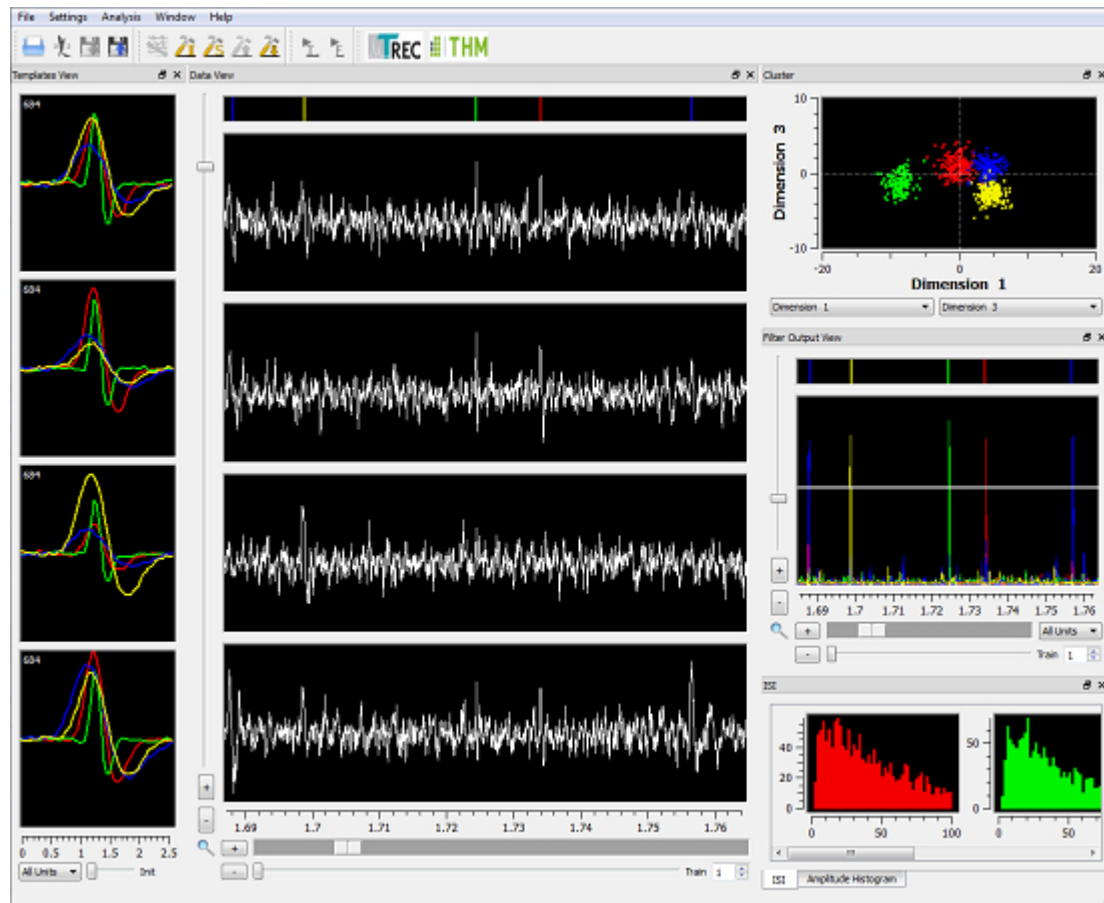 File Settings Analysis Window Help
TREC THM
Templates View
Data View
Cluster
684
684
684
684
0 0.5 1 1.5 2 2.5
All Units
Init
1.69 1.7 1.71 1.72 1.73 1.74 1.75 1.76
+
-
+
-
Train 1
10
0
-10
Dimension 3
-20 0 20
Dimension 1
Dimension 1
Dimension 3
Filter Output View
+
-
1.69 1.7 1.71 1.72 1.73 1.74 1.75 1.76
+
All Units
-
Train 1
ISI
40
20
0
0 50 100
50
0
0 50
ISI
Amplitude Histogram